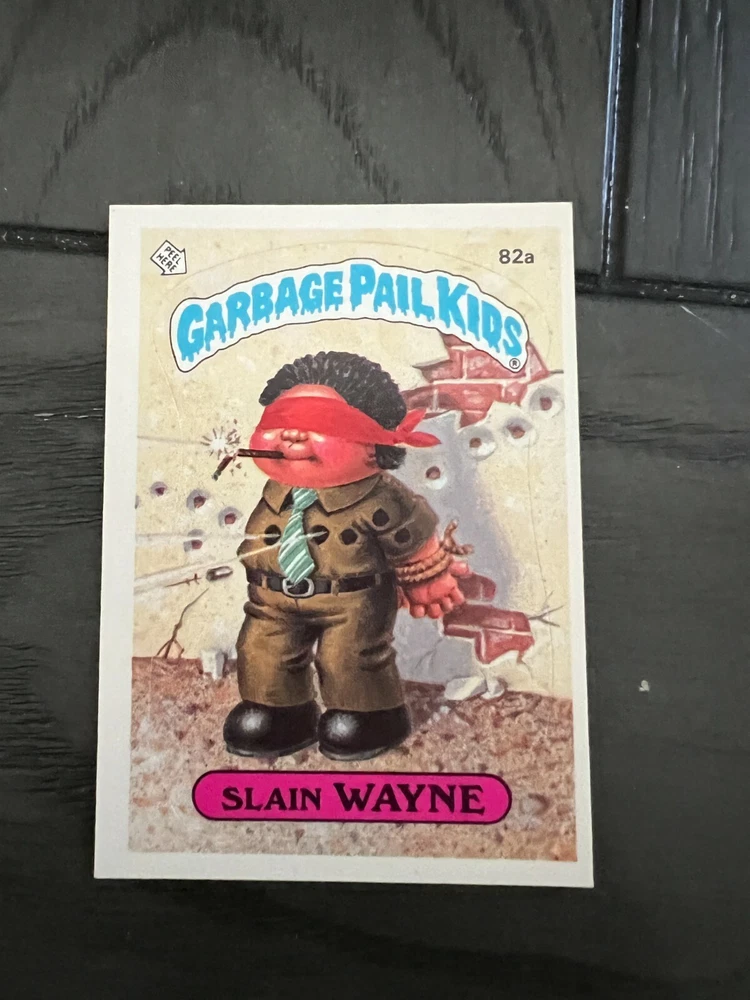 PEEL
HERE
82a
GARBAGE PAIL KIDS
®
SLAIN WAYNE